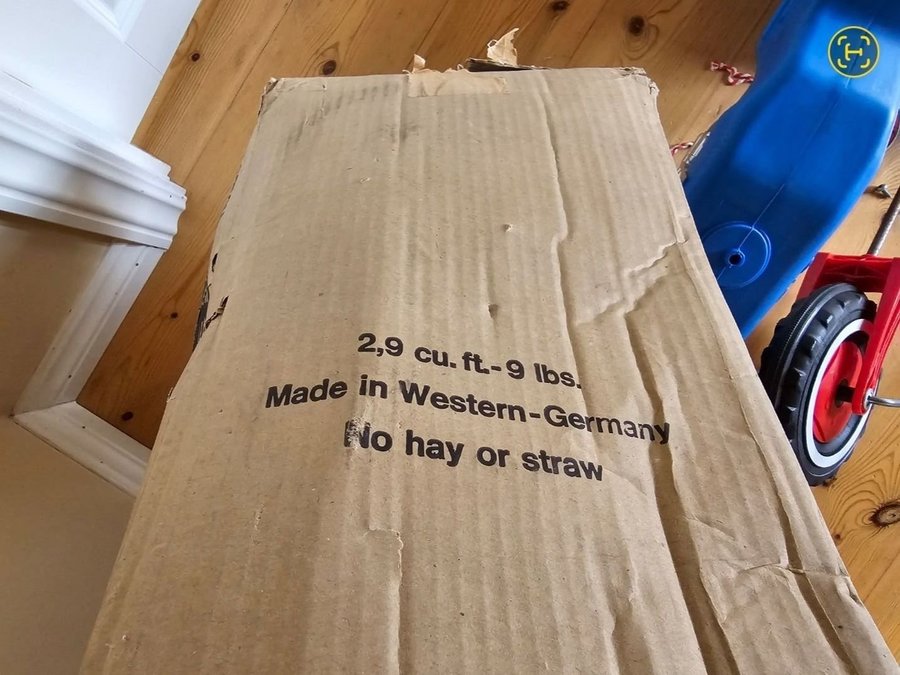 2,9 cu. ft.-9 lbs.
Made in Western-Germany
No hay or straw